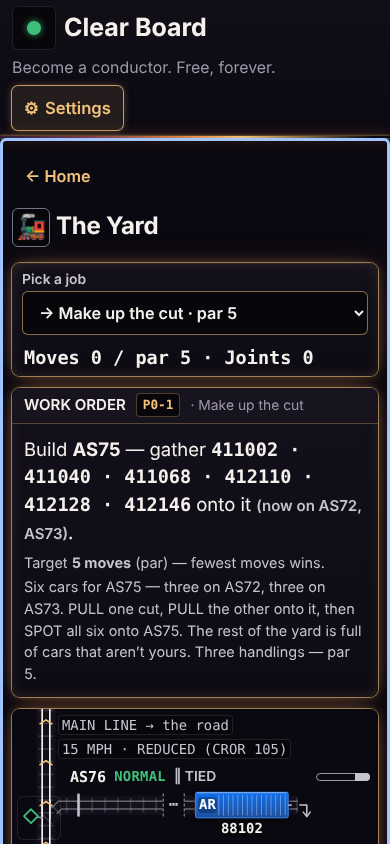 Clear Board
Become a conductor. Free, forever.
⚙ Settings
← Home
The Yard
Pick a job
→ Make up the cut · par 5
Moves 0 / par 5 · Joints 0
WORK ORDER P0-1 · Make up the cut
Build AS75 — gather 411002 ·
411040 · 411068 · 412110 ·
412128 · 412146 onto it (now on AS72,
AS73).
Target 5 moves (par) — fewest moves wins.
Six cars for AS75 — three on AS72, three on
AS73. PULL one cut, PULL the other onto it, then
SPOT all six onto AS75. The rest of the yard is full
of cars that aren’t yours. Three handlings — par
5.
MAIN LINE → the road
15 MPH · REDUCED (CROR 105)
AS76 NORMAL ║ TIED
AR
88102